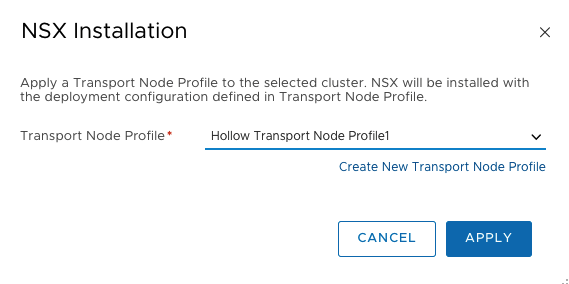 NSX Installation
Apply a Transport Node Profile to the selected cluster. NSX will be installed with
the deployment configuration defined in Transport Node Profile.
Transport Node Profile* Hollow Transport Node Profile1
Create New Transport Node Profile
CANCEL APPLY